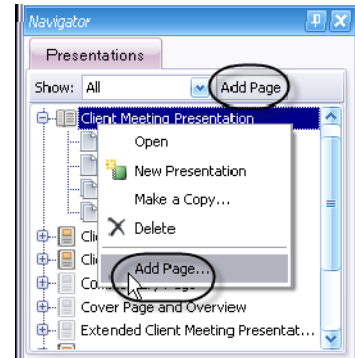 Navigator
Presentations
Show: All Add Page
Client Meeting Presentation
Open
New Presentation
Make a Copy...
Delete
Add Page...
Cover Page and Overview
Extended Client Meeting Presentat...